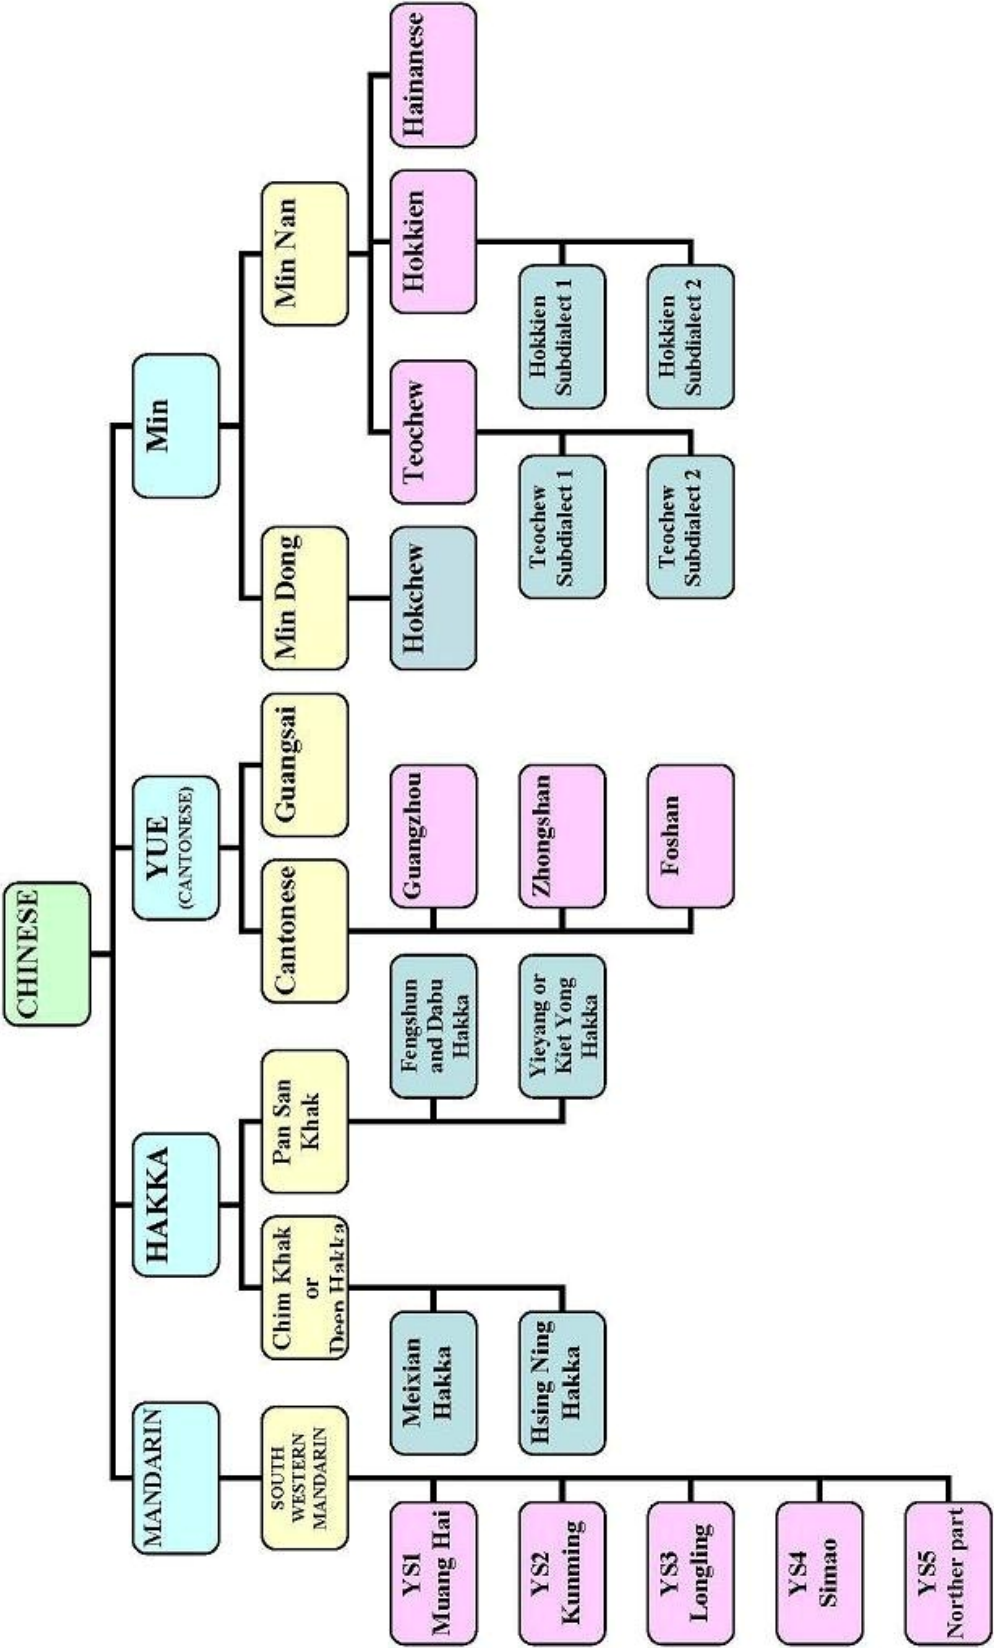 CHINESE
MANDARIN
HAKKA
YUE
(CANTONESE)
Min
SOUTH
WESTERN
MANDARIN
Chim Khak
or
Deep Hakka
Pan San
Khak
Cantonese
Guangsai
Min Dong
Min Nan
YS1
Muang Hai
Meixian
Hakka
Fengshun
and Dabu
Hakka
Guangzhou
Hokchew
Teochew
Hokkien
Hainanese
YS2
Kunming
Hsing Ning
Hakka
Yieyang or
Kiet Yong
Hakka
Zhongshan
Teochew
Subdialect 1
Hokkien
Subdialect 1
YS3
Longling
Foshan
Teochew
Subdialect 2
Hokkien
Subdialect 2
YS4
Simao
YS5
Norther part